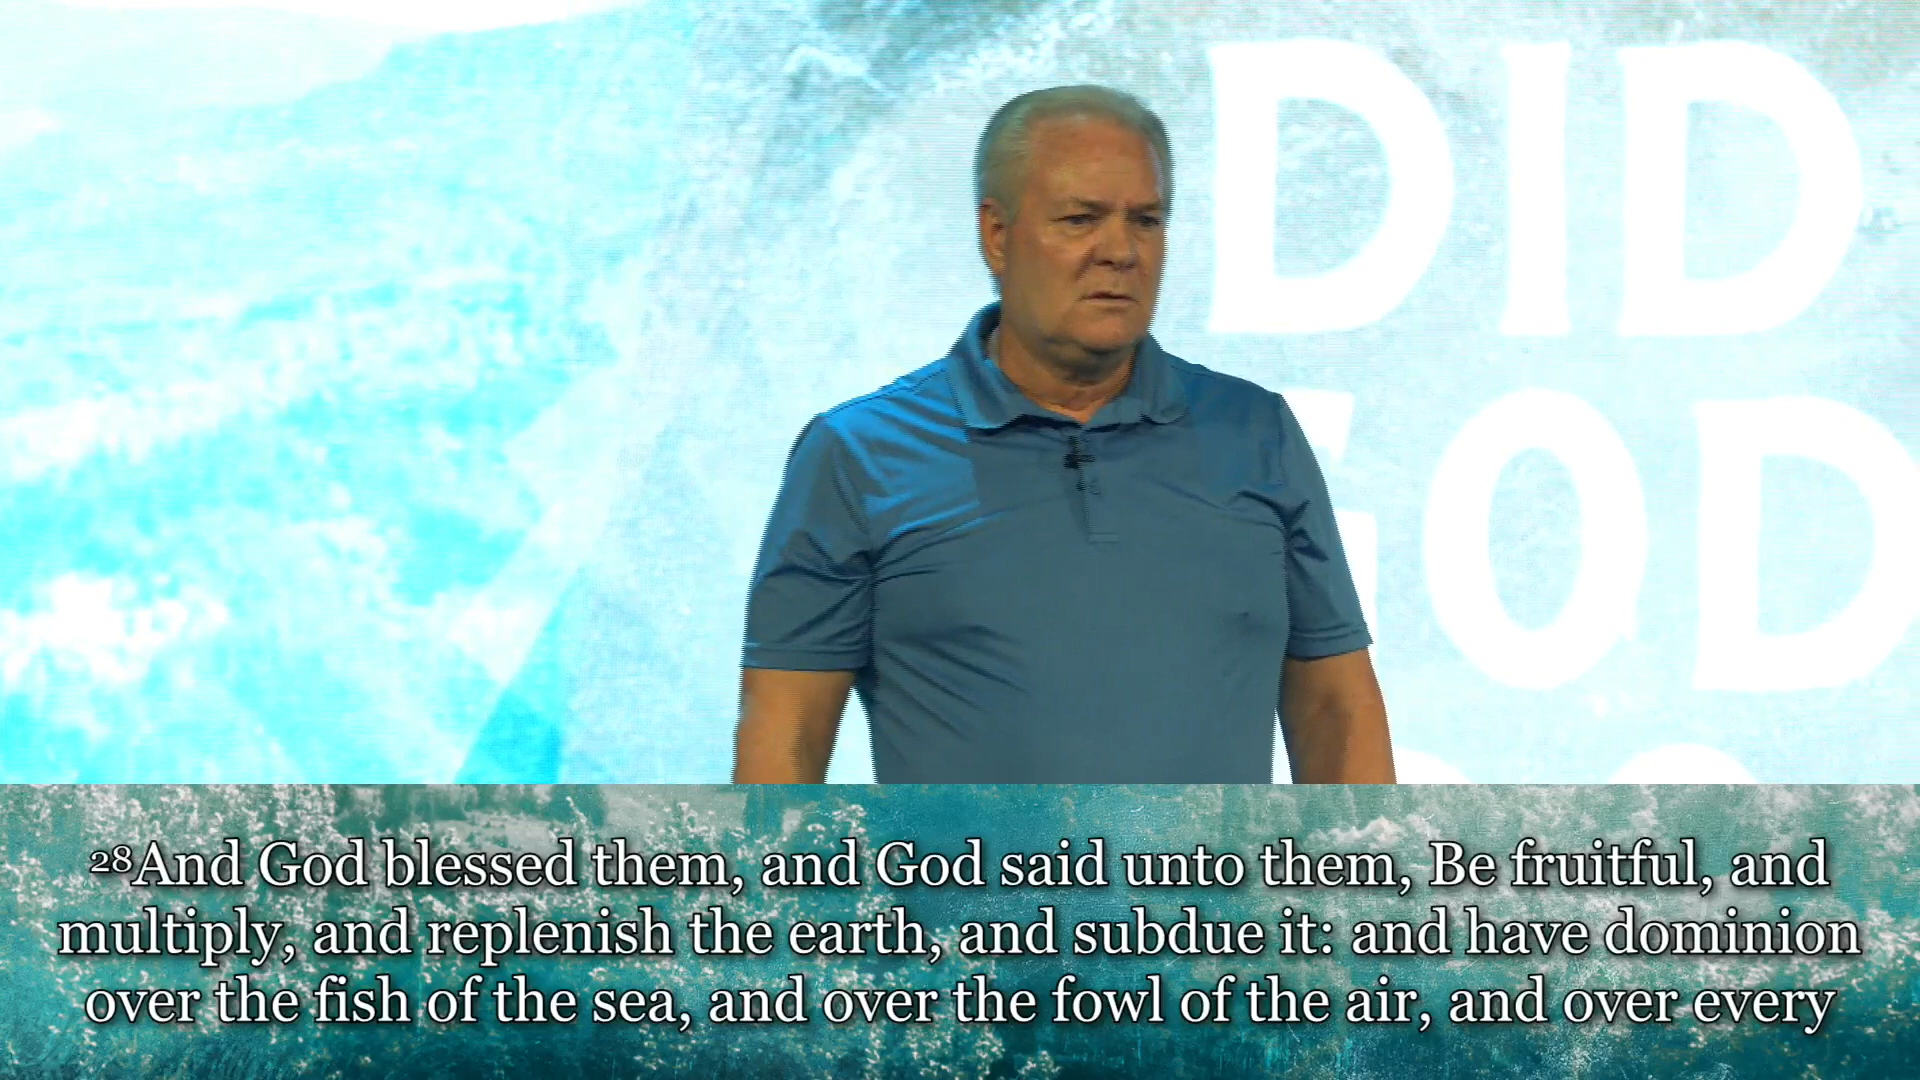 DID
GOD
28And God blessed them, and God said unto them, Be fruitful, and
multiply, and replenish the earth, and subdue it: and have dominion
over the fish of the sea, and over the fowl of the air, and over every